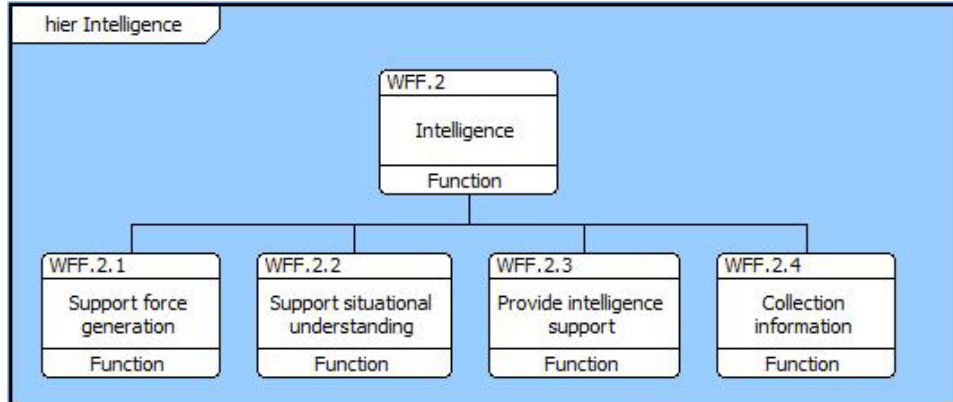 hier Intelligence
WFF.2
Intelligence
Function
WFF.2.1
Support force
generation
Function
WFF.2.2
Support situational
understanding
Function
WFF.2.3
Provide intelligence
support
Function
WFF.2.4
Collection
information
Function